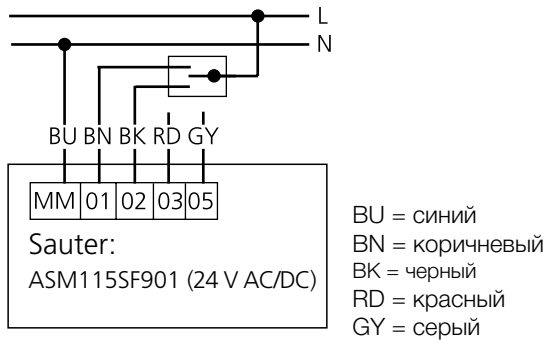 L
N
BU BN BK RD GY
MM 01 02 03 05
Sauter:
ASM115SF901 (24 V AC/DC)
BU = синий
BN = коричневый
BK = черный
RD = красный
GY = серый